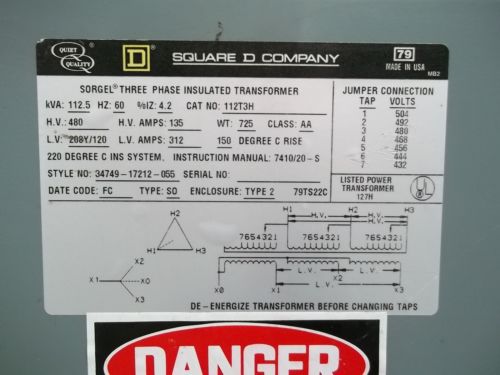 QUIET
QUALITY
D
SQUARE D COMPANY
79
MADE IN USA
MB2
SORGEL® THREE PHASE INSULATED TRANSFORMER
kVA: 112.5 HZ: 60 %IZ: 4.2 CAT NO: 112T3H
H.V.: 480 H.V. AMPS: 135 WT: 725 CLASS: AA
L.V.: 208Y/120 L.V. AMPS: 312 150 DEGREE C RISE
220 DEGREE C INS SYSTEM. INSTRUCTION MANUAL: 7410/20-S
STYLE NO: 34749-17212-055 SERIAL NO:
DATE CODE: FC TYPE: SO ENCLOSURE: TYPE 2 79TS22C
JUMPER CONNECTION
TAP VOLTS
1 504
2 492
3 480
4 468
5 456
6 444
7 432
LISTED POWER
TRANSFORMER
127H
H2
H1 H3
X2
X1 X0
X3
H1 H2 H3
H.V. H.V.
H.V.
7654321 7654321 7654321
X0 L.V. L.V.
X2
X1 L.V. X3
DE-ENERGIZE TRANSFORMER BEFORE CHANGING TAPS
DANGER